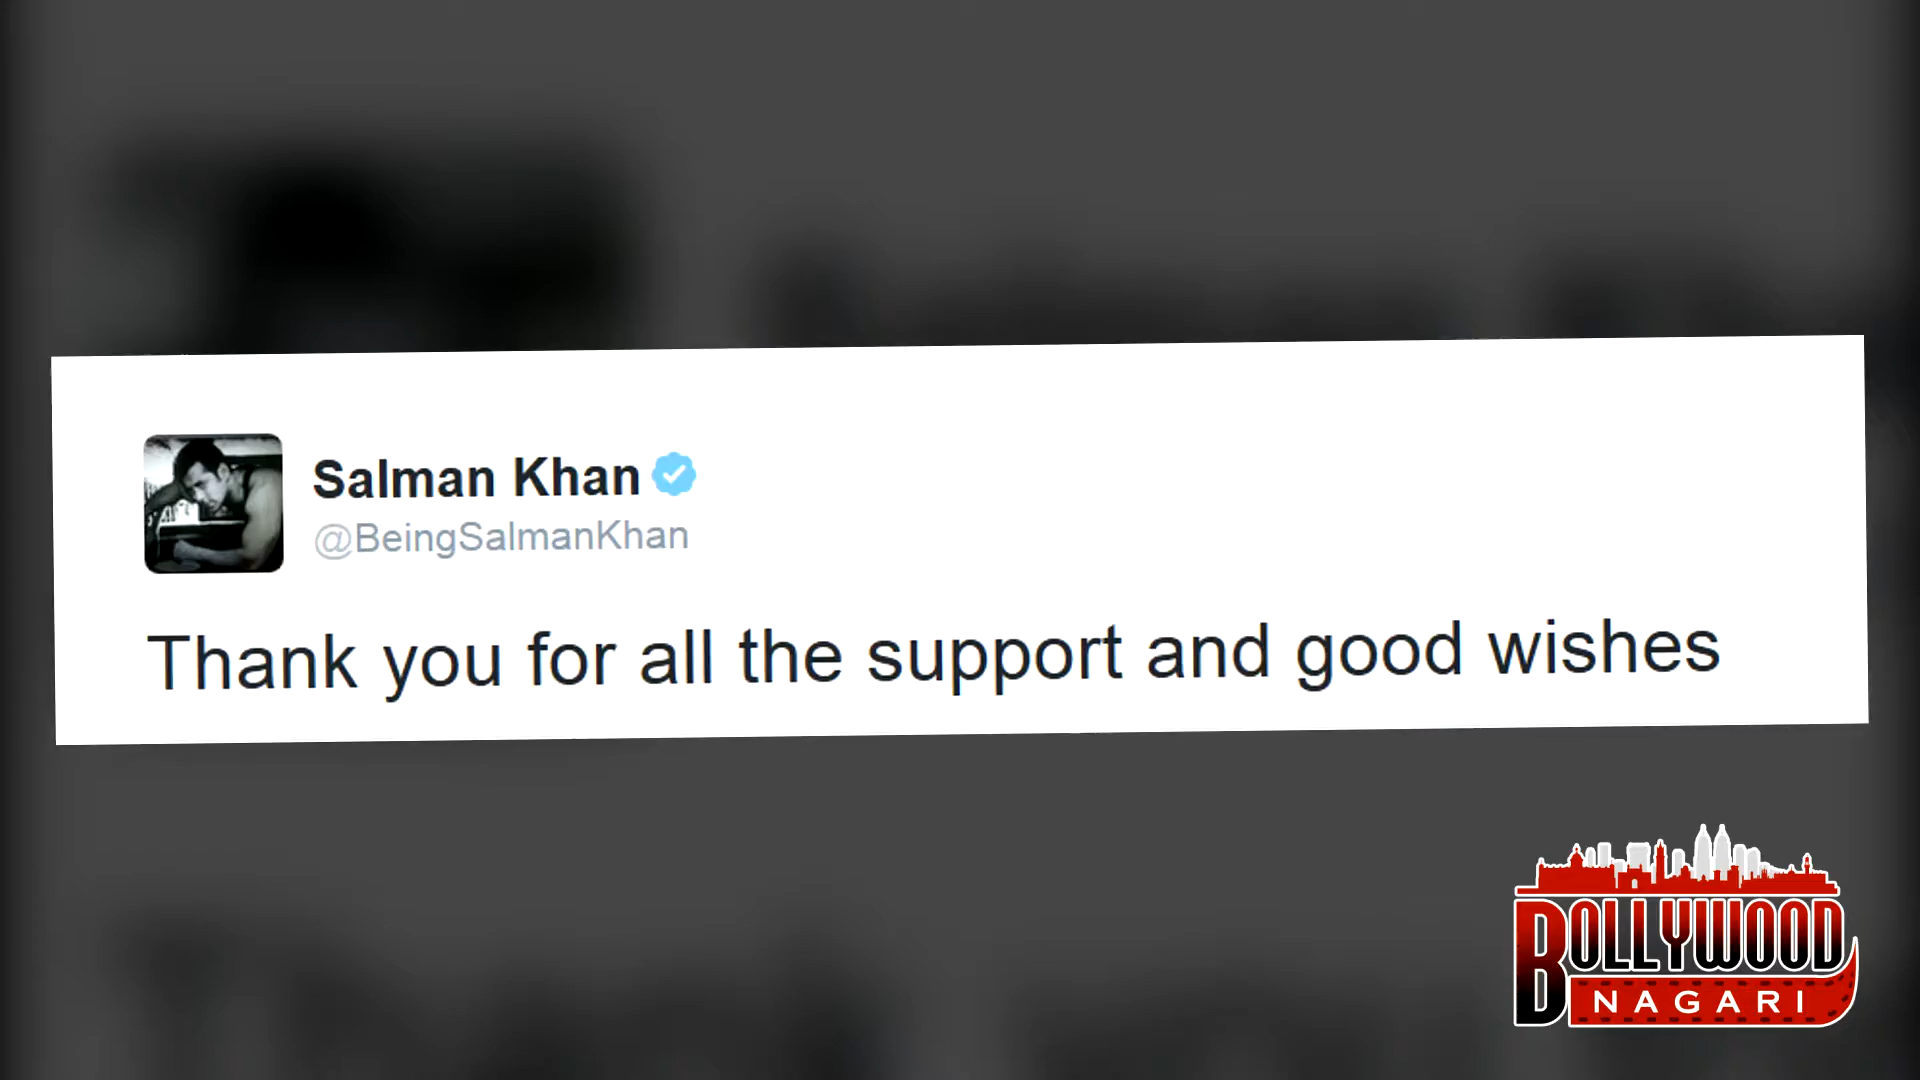 Salman Khan
@BeingSalmanKhan
Thank you for all the support and good wishes
BOLLYWOOD
NAGARI